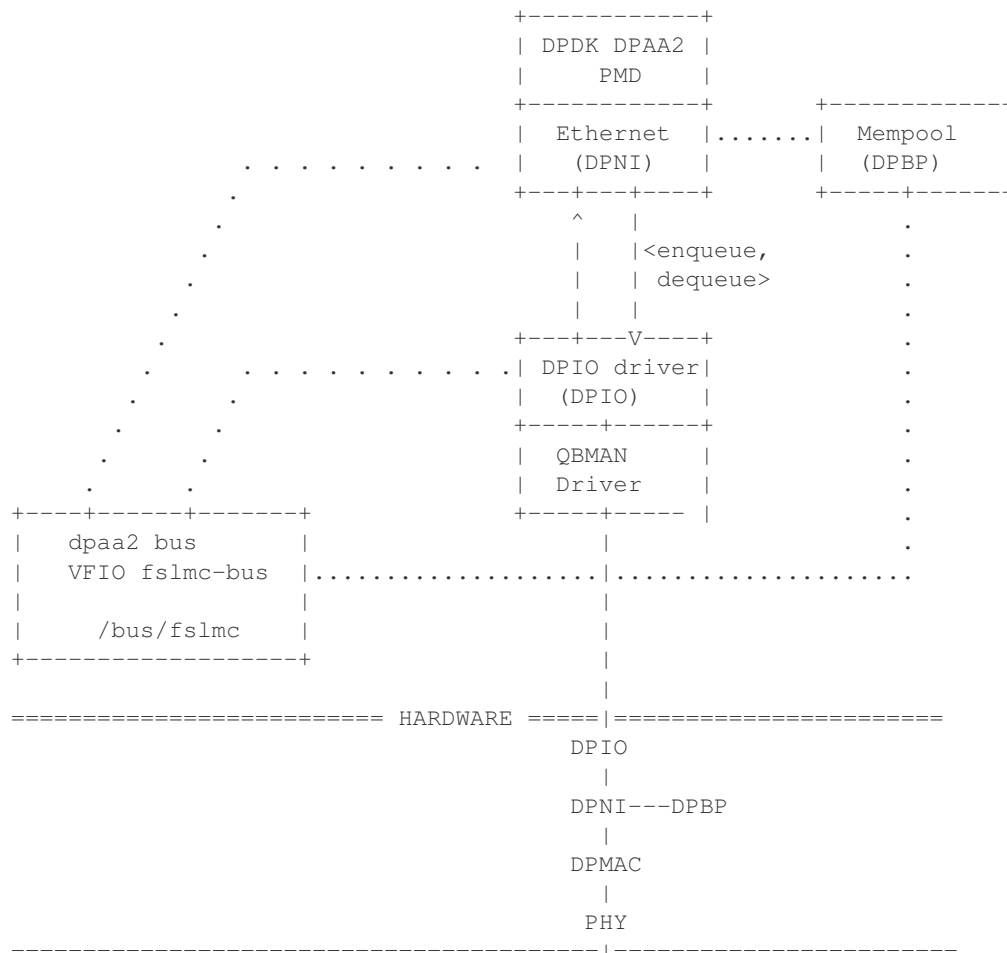 +------------+
| DPDK DPAA2 |
|     PMD    |
+------------+       +------------
|  Ethernet  |.......|  Mempool
. . . . . . . . . |   (DPNI)   |       |  (DPBP)
.                 +---+---+----+       +-----+------
.                     ^   |                  .
.                      |   |<enqueue,         .
.                       |   | dequeue>         .
.                        |   |                  .
.                     +---+---V----+             .
.      . . . . . . . . . .| DPIO driver|             .
.      .                   |  (DPIO)    |             .
.      .                    +-----+------+             .
.      .                     |  QBMAN     |             .
.      .                      |  Driver    |             .
+----+------+-------+              +-----+----- |             .
|   dpaa2 bus       |                    |                    .
|   VFIO fslmc-bus  |....................|.....................
|                   |                    |
|     /bus/fslmc    |                    |
+-------------------+                    |
|
========================== HARDWARE =====|=======================
DPIO
|
DPNI---DPBP
|
DPMAC
|
PHY
-----------------------------------------|------------------------